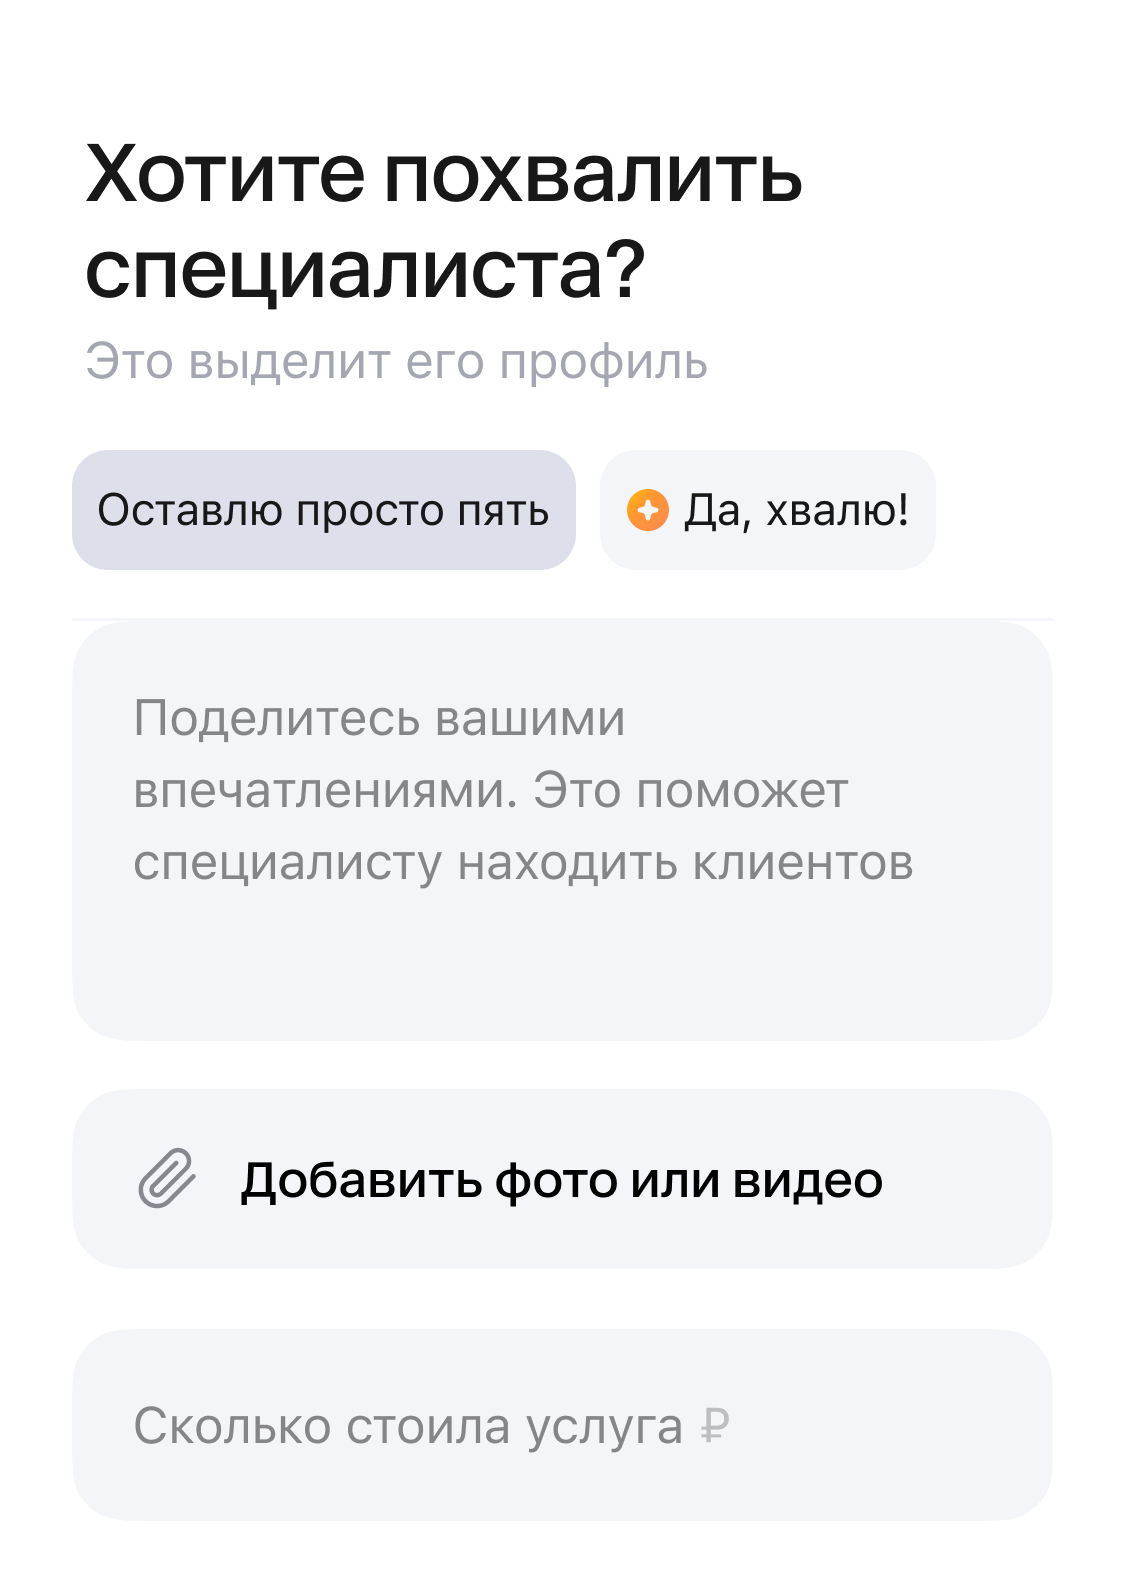 Хотите похвалить
специалиста?
Это выделит его профиль
Оставлю просто пять
Да, хвалю!
Поделитесь вашими
впечатлениями. Это поможет
специалисту находить клиентов
Добавить фото или видео
Сколько стоила услуга ₽